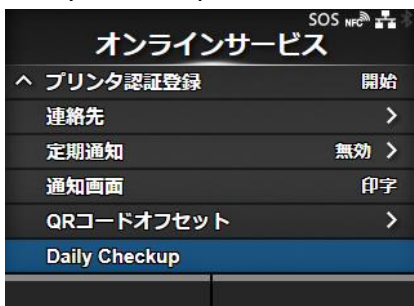 SOS NFC
オンラインサービス
プリンタ認証登録 開始
連絡先
定期通知 無効
通知画面 印字
QRコードオフセット
Daily Checkup